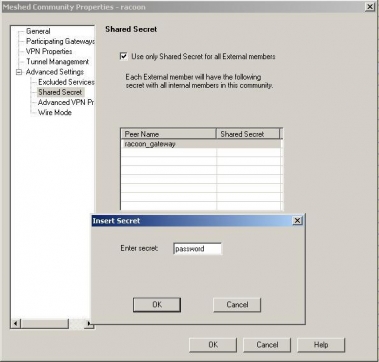 Meshed Community Properties - racoon
General
Participating Gateways
VPN Properties
Tunnel Management
Advanced Settings
Excluded Services
Shared Secret
Advanced VPN Pr
Wire Mode
Shared Secret
Use only Shared Secret for all External members
Each External member will have the following
secret with all internal members in this community.
Peer Name Shared Secret
racoon_gateway
Insert Secret
Enter secret: password
OK Cancel
OK Cancel Help